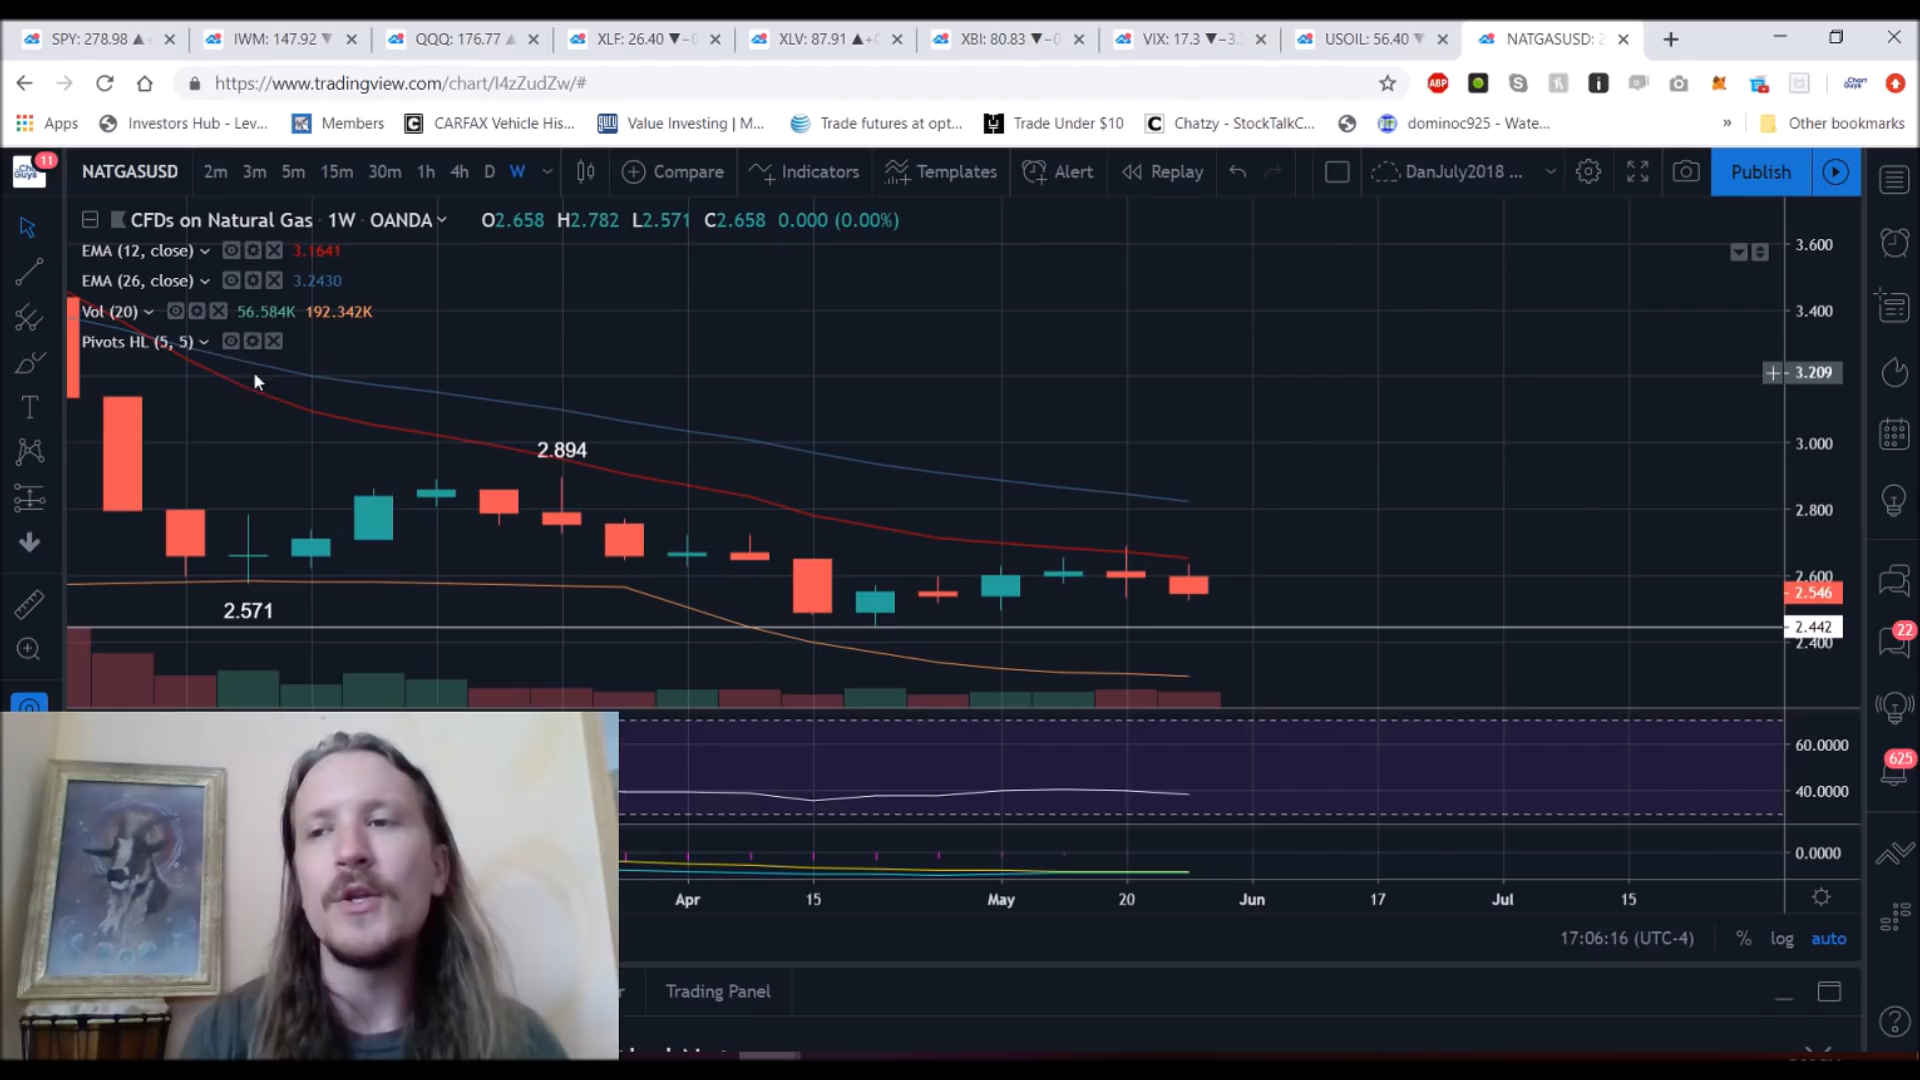 SPY: 278.98 IWM: 147.92 QQQ: 176.77 XLF: 26.40 XLV: 87.91 XBI: 80.83 VIX: 17.3 USOIL: 56.40 NATGASUSD: 2
https://www.tradingview.com/chart/I4zZudZw/#
ABP
Apps Investors Hub - Lev... Members CARFAX Vehicle His... Value Investing | M... Trade futures at opt... Trade Under $10 Chatzy - StockTalkC... dominoc925 - Wate... » Other bookmarks
11 NATGASUSD 2m 3m 5m 15m 30m 1h 4h D W Compare Indicators Templates Alert Replay DanJuly2018 ... Publish
CFDs on Natural Gas · 1W · OANDA O2.658 H2.782 L2.571 C2.658 0.000 (0.00%)
EMA (12, close) 3.1641
EMA (26, close) 3.2430
Vol (20) 56.584K 192.342K
Pivots HL (5, 5)
3.600
3.400
3.209
3.000
2.894
2.800
2.600
2.546
2.571
2.442
2.400
22
625
60.0000
40.0000
0.0000
Apr 15 May 20 Jun 17 Jul 15
17:06:16 (UTC-4) % log auto
Trading Panel